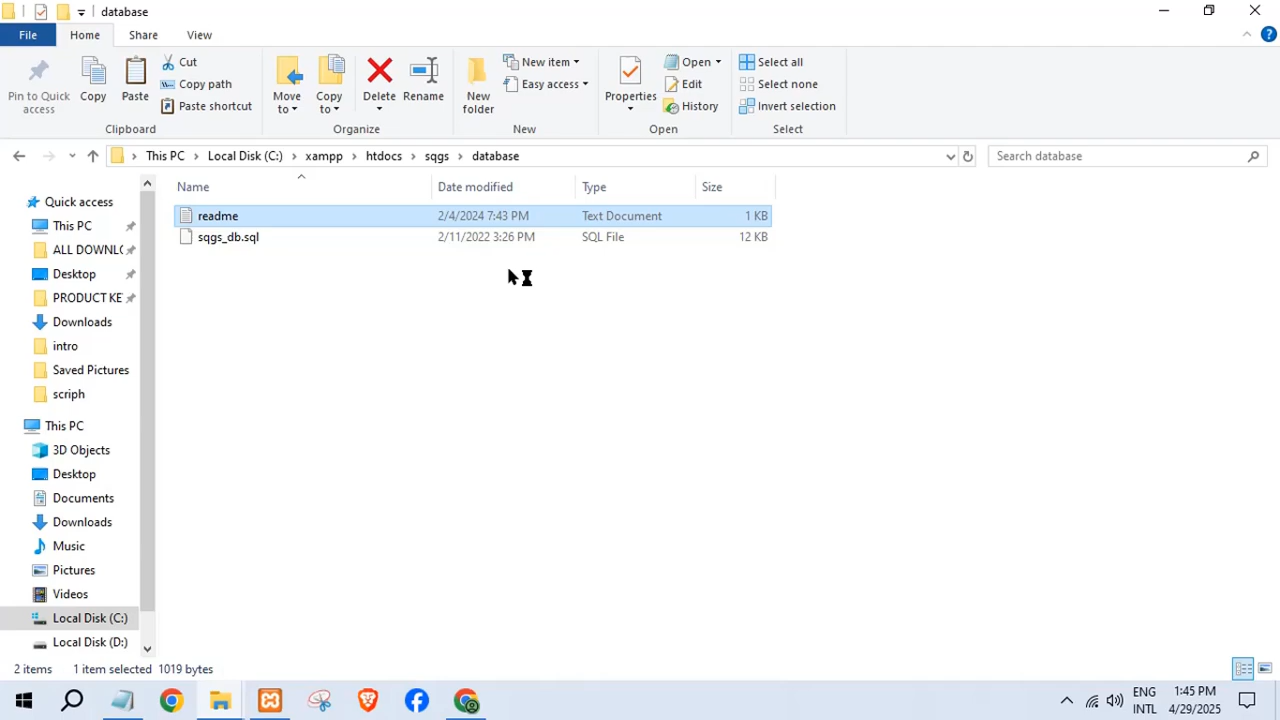 database
File
Home
Share
View
Pin to Quick access
Copy
Paste
Cut
Copy path
Paste shortcut
Move to
Copy to
Delete
Rename
New folder
New item
Easy access
Properties
Open
Edit
History
Select all
Select none
Invert selection
Clipboard
Organize
New
Open
Select
This PC > Local Disk (C:) > xampp > htdocs > sqgs > database
Search database
Name Date modified Type Size
readme 2/4/2024 7:43 PM Text Document 1 KB
sqgs_db.sql 2/11/2022 3:26 PM SQL File 12 KB
Quick access
This PC
ALL DOWNLO
Desktop
PRODUCT KE
Downloads
intro
Saved Pictures
scriph
This PC
3D Objects
Desktop
Documents
Downloads
Music
Pictures
Videos
Local Disk (C:)
Local Disk (D:)
2 items 1 item selected 1019 bytes
ENG
INTL
1:45 PM
4/29/2025